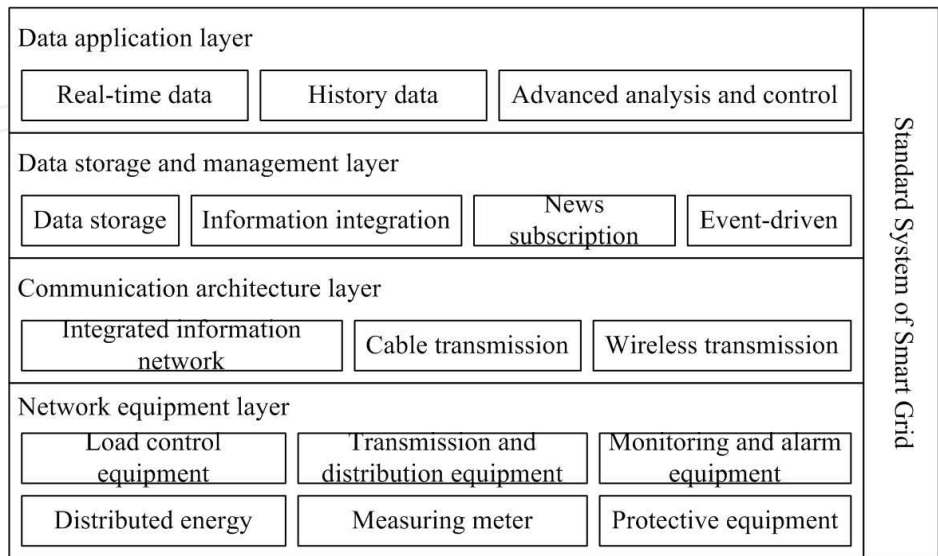 Data application layer
Real-time data
History data
Advanced analysis and control
Data storage and management layer
Data storage
Information integration
News
subscription
Event-driven
Communication architecture layer
Integrated information
network
Cable transmission
Wireless transmission
Network equipment layer
Load control
equipment
Transmission and
distribution equipment
Monitoring and alarm
equipment
Distributed energy
Measuring meter
Protective equipment
Standard System of Smart Grid